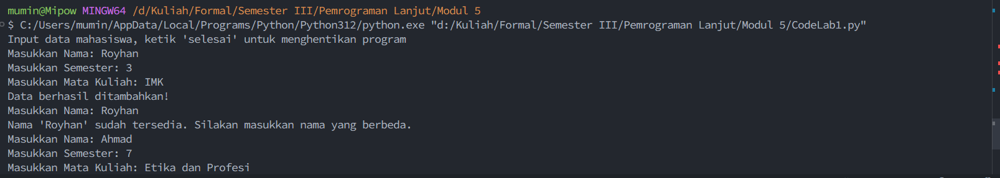 mumin@Mipow MINGW64 /d/Kuliah/Formal/Semester III/Pemrograman Lanjut/Modul 5
$ C:/Users/mumin/AppData/Local/Programs/Python/Python312/python.exe "d:/Kuliah/Formal/Semester III/Pemrograman Lanjut/Modul 5/CodeLab1.py"
Input data mahasiswa, ketik 'selesai' untuk menghentikan program
Masukkan Nama: Royhan
Masukkan Semester: 3
Masukkan Mata Kuliah: IMK
Data berhasil ditambahkan!
Masukkan Nama: Royhan
Nama 'Royhan' sudah tersedia. Silakan masukkan nama yang berbeda.
Masukkan Nama: Ahmad
Masukkan Semester: 7
Masukkan Mata Kuliah: Etika dan Profesi